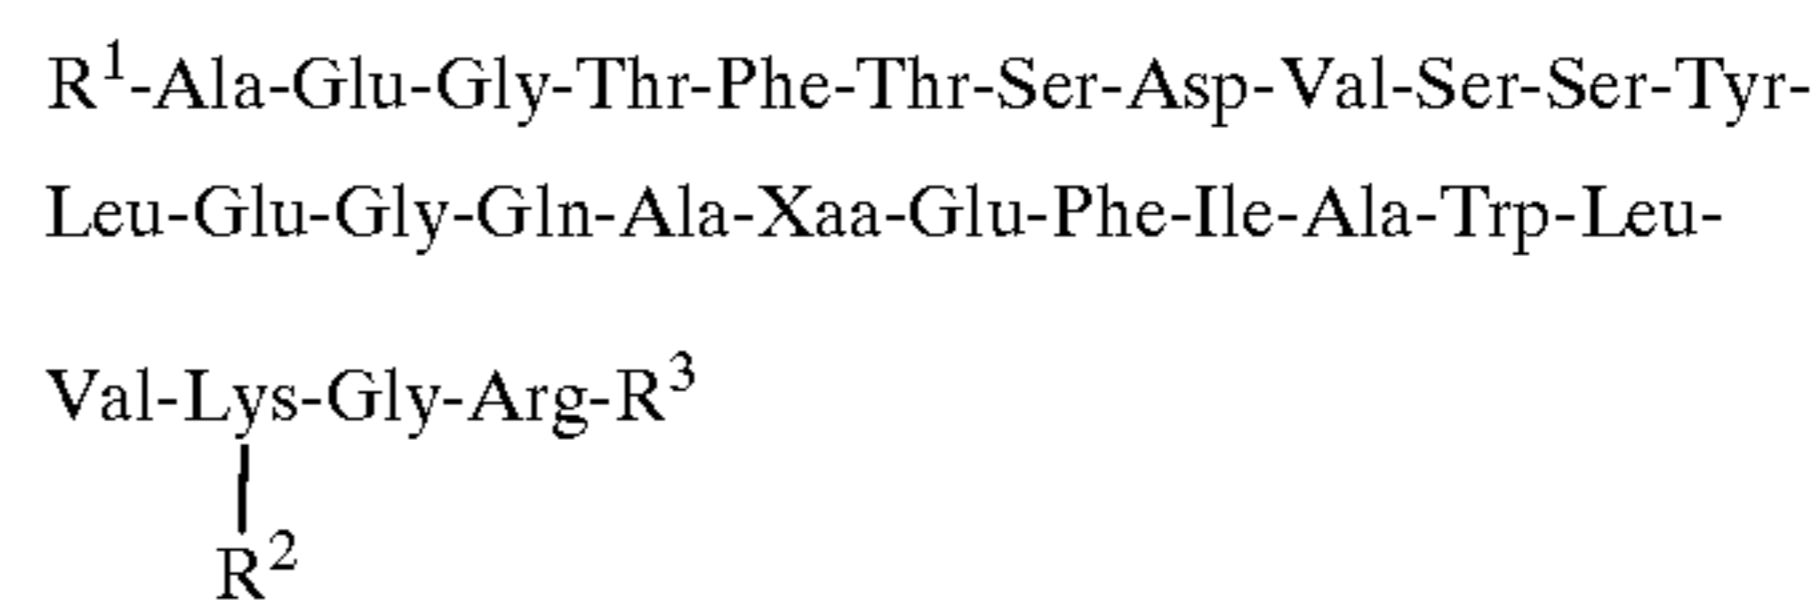 R¹-Ala-Glu-Gly-Thr-Phe-Thr-Ser-Asp-Val-Ser-Ser-Tyr-
Leu-Glu-Gly-Gln-Ala-Xaa-Glu-Phe-Ile-Ala-Trp-Leu-
Val-Lys-Gly-Arg-R³
R²